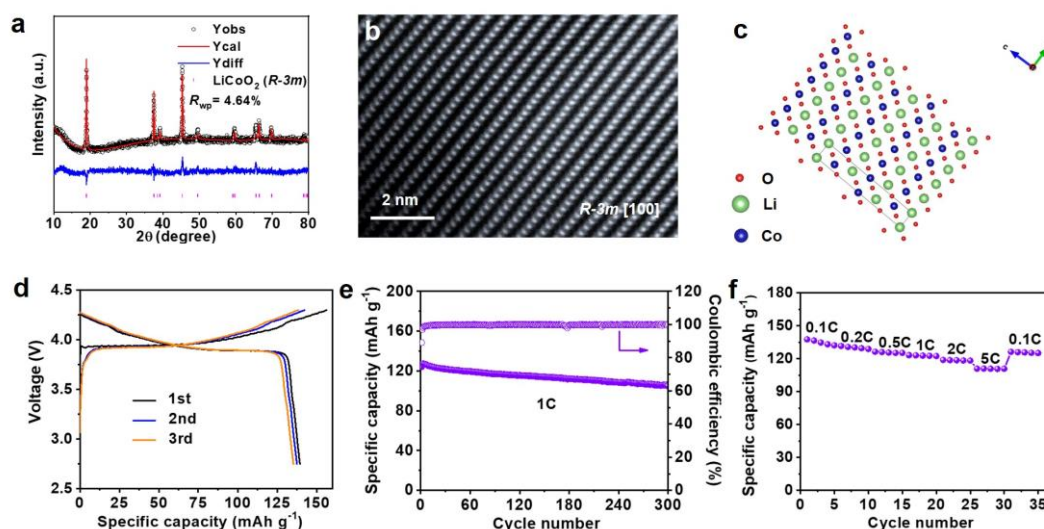 a
Intensity (a.u.)
Yobs
Ycal
Ydiff
LiCoO2 (R-3m)
Rwp= 4.64%
10 20 30 40 50 60 70 80
2θ (degree)
b
2 nm
R-3m [100]
c
c
O
Li
Co
d
Voltage (V)
4.5
4.0
3.5
3.0
2.5
1st
2nd
3rd
0 25 50 75 100 125 150
Specific capacity (mAh g-1)
e
Specific capacity (mAh g-1)
200
160
120
80
40
0
1C
0 60 120 180 240 300
Cycle number
120
100
80
60
40
20
0
Coulombic efficiency (%)
f
Specific capacity (mAh g-1)
180
150
120
90
60
30
0
0.1C 0.2C 0.5C 1C 2C 5C 0.1C
0 5 10 15 20 25 30 35
Cycle number